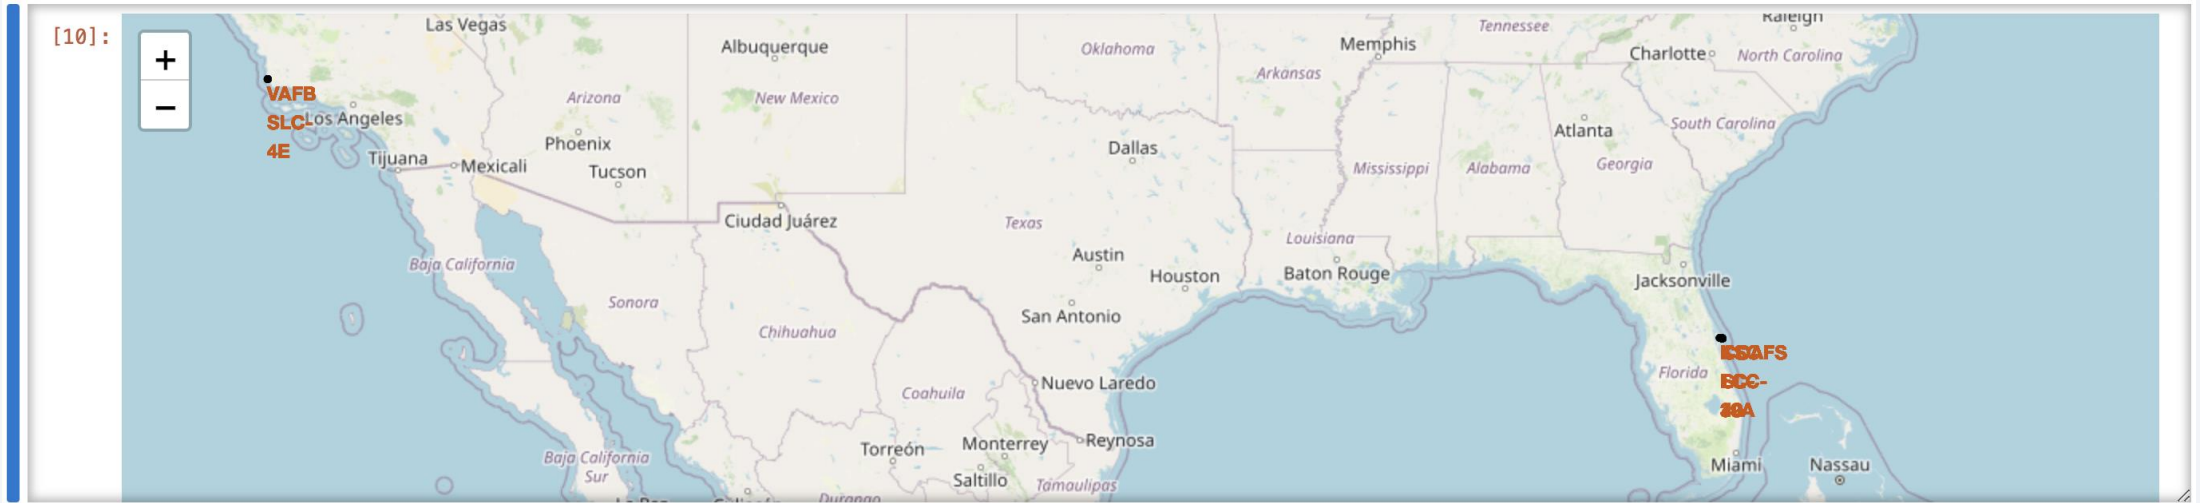 [10]:
+
−
Las Vegas
Albuquerque
Oklahoma
Memphis
Tennessee
Raleigh
Charlotte
North Carolina
Arkansas
VAFB
SLC-
4E
Los Angeles
Arizona
New Mexico
Phoenix
Tucson
Tijuana
Mexicali
Dallas
Mississippi
Alabama
Atlanta
Georgia
South Carolina
Ciudad Juárez
Texas
Louisiana
Austin
Houston
Baton Rouge
Jacksonville
Baja California
Sonora
Chihuahua
San Antonio
Florida
Coahuila
Nuevo Laredo
Torreón
Monterrey
Reynosa
Saltillo
Tamaulipas
Baja California
Sur
Miami
Nassau
Durango